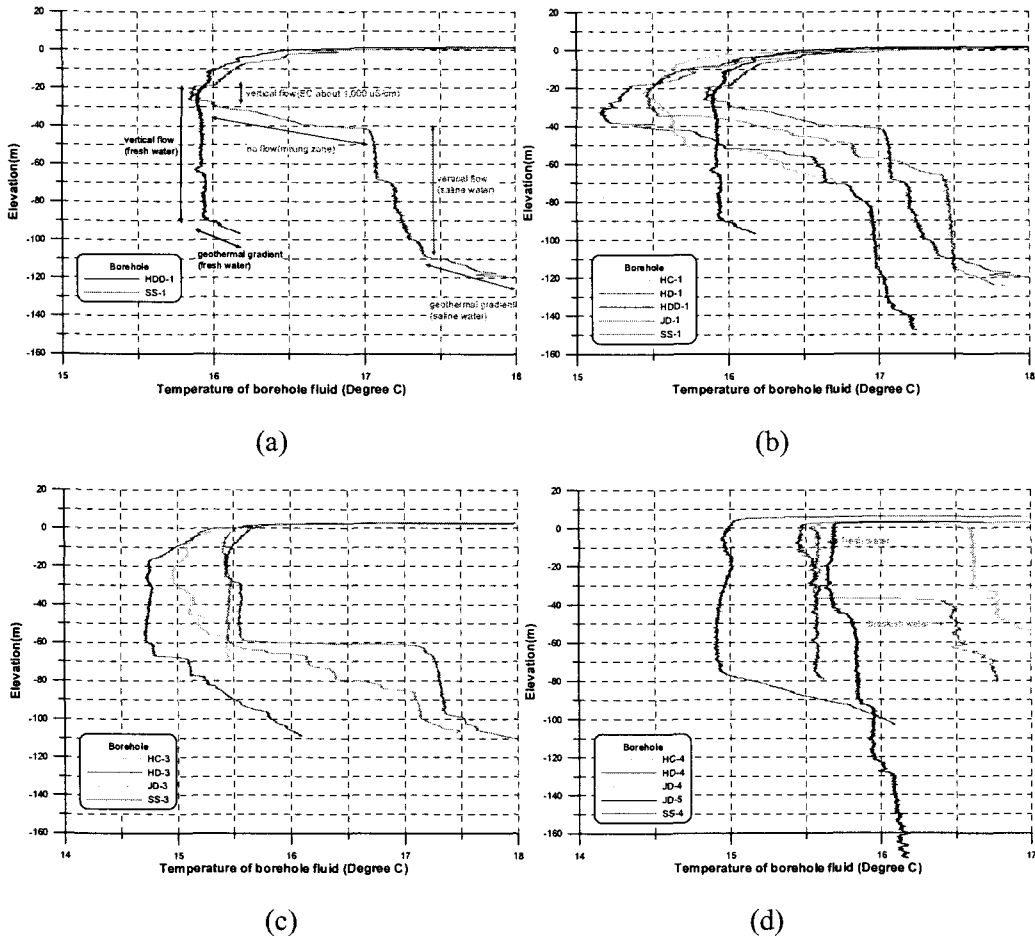 20
0
-20
-40
-60
-80
-100
-120
-140
-160
Elevation(m)
vertical flow(EC about 1,000 uS/cm)
vertical flow
(fresh water)
no flow(mixing zone)
vertical flow
(saline water)
geothermal gradient
(fresh water)
geothermal gradient
(saline water)
Borehole
HDD-1
SS-1
15
16
17
18
Temperature of borehole fluid (Degree C)
(a)
20
0
-20
-40
-60
-80
-100
-120
-140
-160
Elevation(m)
Borehole
HC-1
HD-1
HDD-1
JD-1
SS-1
15
16
17
18
Temperature of borehole fluid (Degree C)
(b)
20
0
-20
-40
-60
-80
-100
-120
-140
-160
Elevation(m)
Borehole
HC-3
HD-3
JD-3
SS-3
14
15
16
17
18
Temperature of borehole fluid (Degree C)
(c)
20
0
-20
-40
-60
-80
-100
-120
-140
-160
Elevation(m)
fresh water
Brackish water
Borehole
HC-4
HD-4
JD-4
JD-5
SS-4
14
15
16
17
Temperature of borehole fluid (Degree C)
(d)